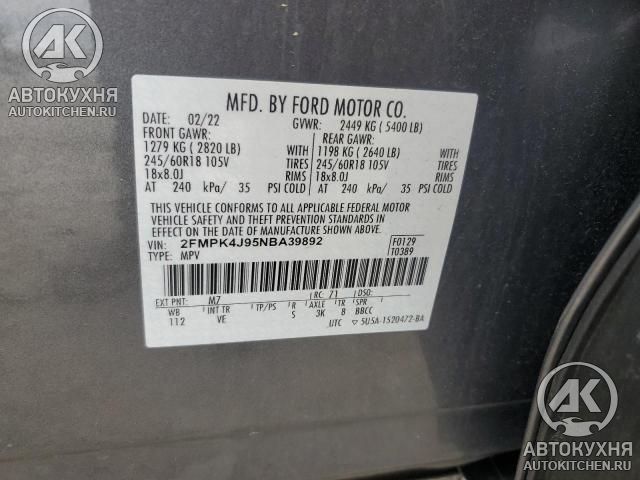 AK
АВТОКУХНЯ
AUTOKITCHEN.RU
MFD. BY FORD MOTOR CO.
DATE: 02/22 GVWR: 2449 KG ( 5400 LB)
FRONT GAWR: REAR GAWR:
1279 KG ( 2820 LB) WITH 1198 KG ( 2640 LB) WITH
245/60R18 105V TIRES 245/60R18 105V TIRES
18x8.0J RIMS 18x8.0J RIMS
AT 240 kPa/ 35 PSI COLD AT 240 kPa/ 35 PSI COLD
THIS VEHICLE CONFORMS TO ALL APPLICABLE FEDERAL MOTOR
VEHICLE SAFETY AND THEFT PREVENTION STANDARDS IN
EFFECT ON THE DATE OF MANUFACTURE SHOWN ABOVE.
VIN: 2FMPK4J95NBA39892 F0129
TYPE: MPV T0389
EXT PNT: M7 RC: 71 DSO:
WB INT TR TP/PS R AXLE TR SPR
112 VE S 3K 8 BBCC
UTC ▽ 5U5A-1520472-BA
AK
АВТОКУХНЯ
AUTOKITCHEN.RU